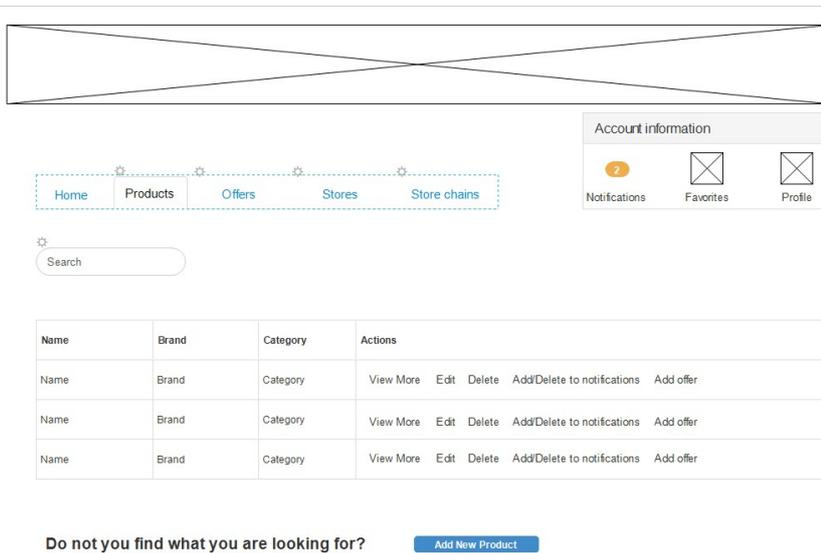 Account information
2
Notifications Favorites Profile
Home Products Offers Stores Store chains
Search
Name Brand Category Actions
Name Brand Category View More Edit Delete Add/Delete to notifications Add offer
Name Brand Category View More Edit Delete Add/Delete to notifications Add offer
Name Brand Category View More Edit Delete Add/Delete to notifications Add offer
Do not you find what you are looking for? Add New Product